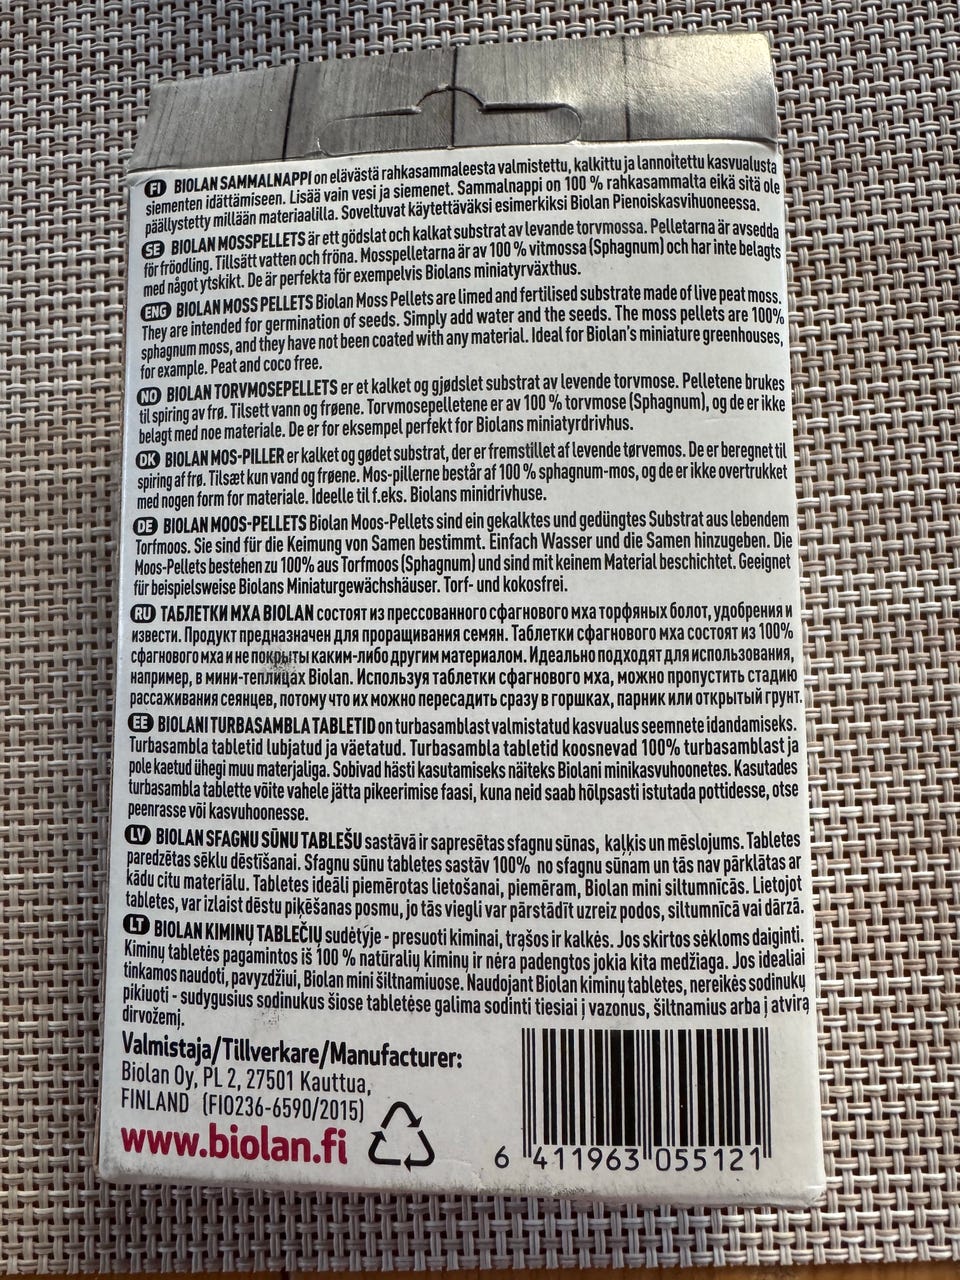 FI BIOLAN SAMMALNAPPI on elävästä rahkasammaleesta valmistettu, kalkittu ja lannoitettu kasvualusta
siementen idättämiseen. Lisää vain vesi ja siemenet. Sammalnappi on 100 % rahkasammalta eikä sitä ole
päällystetty millään materiaalilla. Soveltuvat käytettäväksi esimerkiksi Biolan Pienoiskasvihuoneessa.
SE BIOLAN MOSSPELLETS är ett gödslat och kalkat substrat av levande torvmossa. Pelletarna är avsedda
för fröodling. Tillsätt vatten och fröna. Mosspelletarna är av 100 % vitmossa (Sphagnum) och har inte belagts
med något ytskikt. De är perfekta för exempelvis Biolans miniatyrväxthus.
ENG BIOLAN MOSS PELLETS Biolan Moss Pellets are limed and fertilised substrate made of live peat moss.
They are intended for germination of seeds. Simply add water and the seeds. The moss pellets are 100%
sphagnum moss, and they have not been coated with any material. Ideal for Biolan's miniature greenhouses,
for example. Peat and coco free.
NO BIOLAN TORVMOSEPELLETS er et kalket og gjødslet substrat av levende torvmose. Pelletene brukes
til spiring av frø. Tilsett vann og frøene. Torvmosepelletene er av 100 % torvmose (Sphagnum), og de er ikke
belagt med noe materiale. De er for eksempel perfekt for Biolans miniatyrdrivhus.
DK BIOLAN MOS-PILLER er kalket og gødet substrat, der er fremstillet af levende tørvemos. De er beregnet til
spiring af frø. Tilsæt kun vand og frøene. Mos-pillerne består af 100 % sphagnum-mos, og de er ikke overtrukket
med nogen form for materiale. Ideelle til f.eks. Biolans minidrivhuse.
DE BIOLAN MOOS-PELLETS Biolan Moos-Pellets sind ein gekalktes und gedüngtes Substrat aus lebendem
Torfmoos. Sie sind für die Keimung von Samen bestimmt. Einfach Wasser und die Samen hinzugeben. Die
Moos-Pellets bestehen zu 100% aus Torfmoos (Sphagnum) und sind mit keinem Material beschichtet. Geeignet
für beispielsweise Biolans Miniaturgewächshäuser. Torf- und kokosfrei.
RU ТАБЛЕТКИ МХА BIOLAN состоят из прессованного сфагнового мха торфяных болот, удобрения и
извести. Продукт предназначен для проращивания семян. Таблетки сфагнового мха состоят из 100%
сфагнового мха и не покрыты каким-либо другим материалом. Идеально подходят для использования,
например, в мини-теплицах Biolan. Используя таблетки сфагнового мха, можно пропустить стадию
рассаживания сеянцев, потому что их можно пересадить сразу в горшках, парник или открытый грунт.
EE BIOLANI TURBASAMBLA TABLETID on turbasamblast valmistatud kasvualus seemnete idandamiseks.
Turbasambla tabletid lubjatud ja väetatud. Turbasambla tabletid koosnevad 100% turbasamblast ja
pole kaetud ühegi muu materjaliga. Sobivad hästi kasutamiseks näiteks Biolani minikasvuhoonetes. Kasutades
turbasambla tablette võite vahele jätta pikeerimise faasi, kuna neid saab hõlpsasti istutada pottidesse, otse
peenrasse või kasvuhoonesse.
LV BIOLAN SFAGNU SŪNU TABLEŠU sastāvā ir sapresētas sfagnu sūnas, kaļķis un mēslojums. Tabletes
paredzētas sēklu dēstīšanai. Sfagnu sūnu tabletes sastāv 100% no sfagnu sūnām un tās nav pārklātas ar
kādu citu materiālu. Tabletes ideāli piemērotas lietošanai, piemēram, Biolan mini siltumnīcās. Lietojot
tabletes, var izlaist dēstu piķēšanas posmu, jo tās viegli var pārstādīt uzreiz podos, siltumnīcā vai dārzā.
LT BIOLAN KIMINŲ TABLEČIŲ sudėtyje - presuoti kiminai, trąšos ir kalkės. Jos skirtos sėkloms daiginti.
Kiminų tabletės pagamintos iš 100 % natūralių kiminų ir nėra padengtos jokia kita medžiaga. Jos idealiai
tinkamos naudoti, pavyzdžiui, Biolan mini šiltnamiuose. Naudojant Biolan kiminų tabletes, nereikės sodinukų
pikiuoti - sudygusius sodinukus šiose tabletėse galima sodinti tiesiai į vazonus, šiltnamius arba į atvirą
dirvožemį.
Valmistaja/Tillverkare/Manufacturer:
Biolan Oy, PL 2, 27501 Kauttua,
FINLAND (FI0236-6590/2015)
www.biolan.fi
6 411963 055121